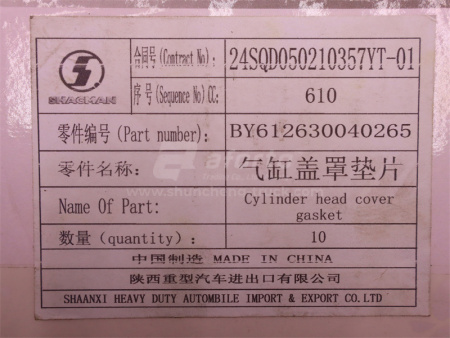 合同号(Contract No): 24SQD050210357YT-01
SHACMAN
序 号(Sequence No)CC: 610
零件编号(Part number): BY612630040265
零件名称: 气缸盖罩垫片
Name Of Part: Cylinder head cover
gasket
数量(quantity): 10
中国制造 MADE IN CHINA
陕西重型汽车进出口有限公司
SHAANXI HEAVY DUTY AUTOMBILE IMPORT & EXPORT CO.LTD